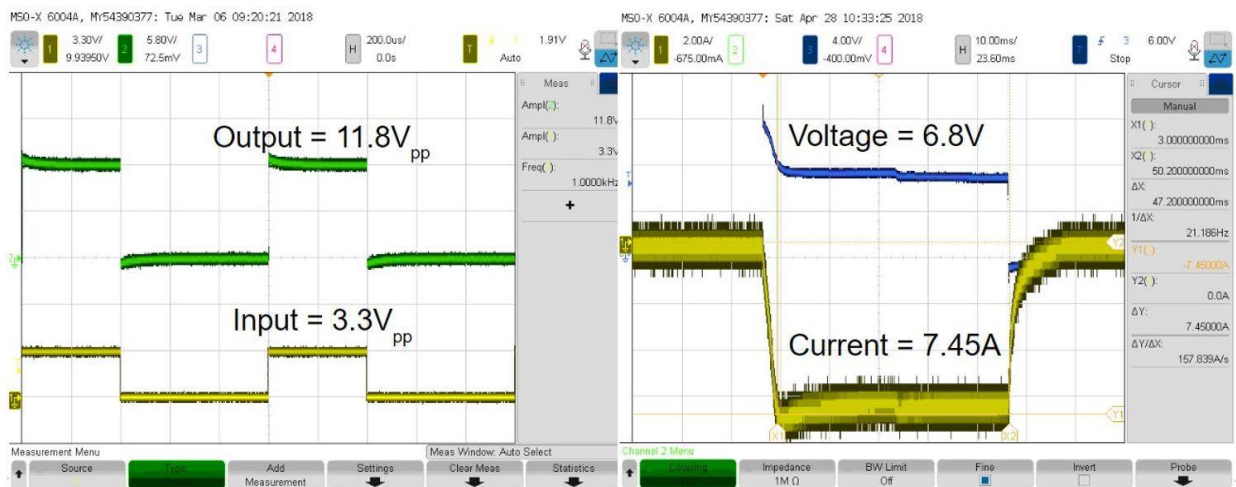 MSO-X 6004A, MY54390377: Tue Mar 06 09:20:21 2018
1 3.30V/ 9.93950V 2 5.80V/ 72.5mV 3 4 H 200.0us/ 0.0s T 1 1.91V Auto
Meas
Ampl(2):
11.8V
Ampl( ):
3.3V
Freq( ):
1.0000kHz
+
Output = 11.8Vpp
Input = 3.3Vpp
Measurement Menu
Meas Window: Auto Select
Source
Type:
Add
Measurement
Settings
Clear Meas
Statistics
MSO-X 6004A, MY54390377: Sat Apr 28 10:33:25 2018
1 2.00A/ -675.00mA 2 3 4.00V/ -400.00mV 4 H 10.00ms/ 23.60ms T 3 6.00V Stop
Cursor
Manual
X1( ):
3.000000000ms
X2( ):
50.200000000ms
ΔX:
47.200000000ms
1/ΔX:
21.186Hz
Y1( ):
-7.45000A
Y2( ):
0.0A
ΔY:
7.45000A
ΔY/ΔX:
157.839A/s
Voltage = 6.8V
Current = 7.45A
Y2
Y1
X1
X2
Channel 2 Menu
Coupling
Impedance
1M Ω
BW Limit
Off
Fine
Invert
Probe